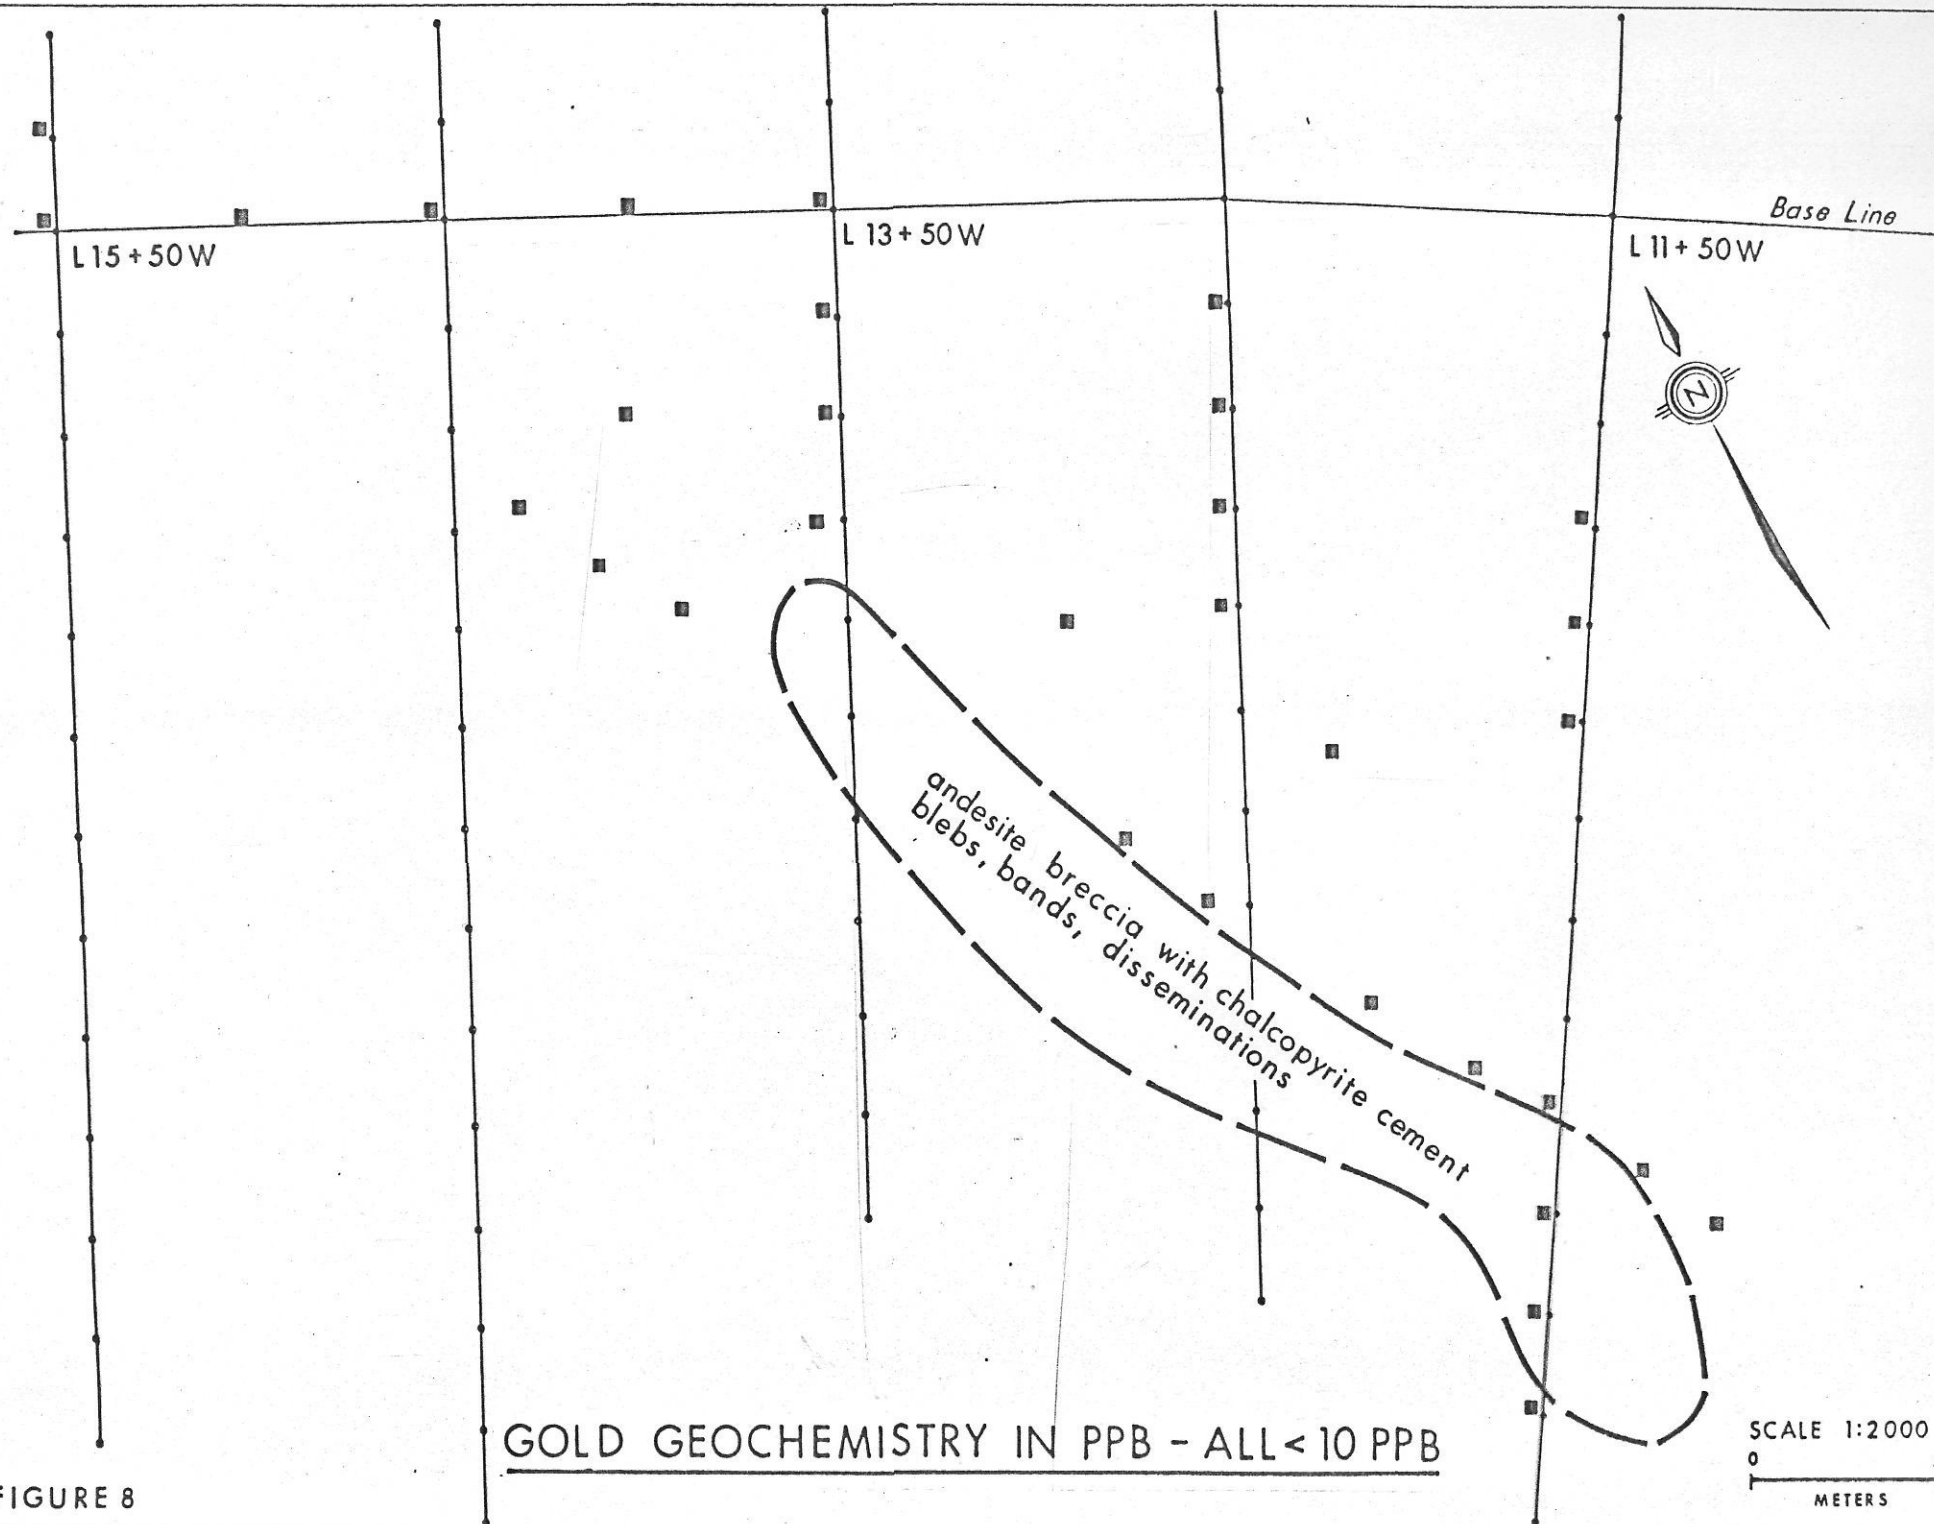 Base Line
L 15 + 50 W
L 13 + 50 W
L 11 + 50 W
N
andesite breccia with chalcopyrite cement
blebs, bands, disseminations
GOLD GEOCHEMISTRY IN PPB - ALL < 10 PPB
SCALE 1:2000
0
METERS
FIGURE 8